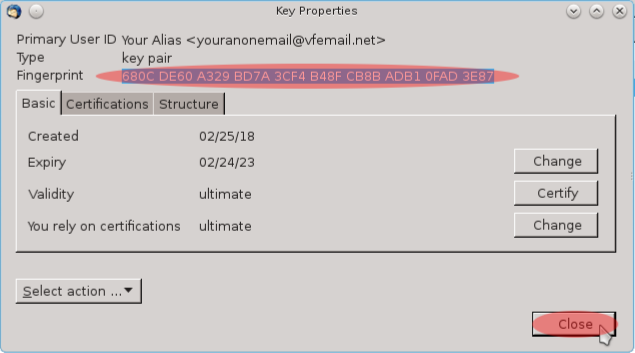 Key Properties
Primary User ID Your Alias <youranonemail@vfemail.net>
Type key pair
Fingerprint 680C DE60 A329 BD7A 3CF4 B48F CB8B ADB1 0FAD 3E87
Basic Certifications Structure
Created 02/25/18
Expiry 02/24/23 Change
Validity ultimate Certify
You rely on certifications ultimate Change
Select action ...
Close